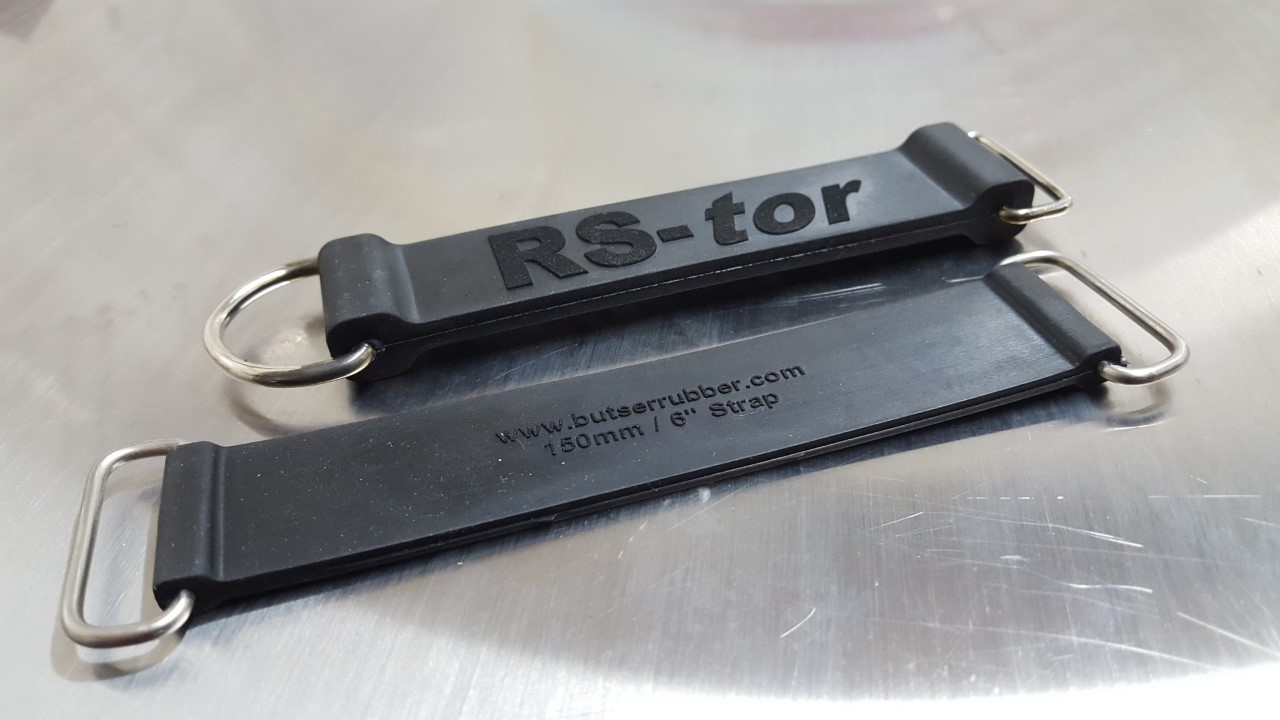 RS-tor
www.butserrubber.com
150mm / 6" Strap